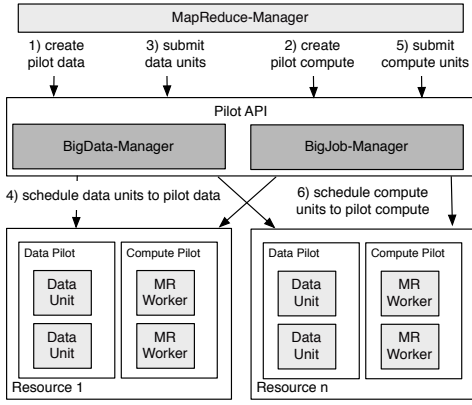 MapReduce-Manager
1) create
pilot data
3) submit
data units
2) create
pilot compute
5) submit
compute units
Pilot API
BigData-Manager
BigJob-Manager
4) schedule data units to pilot data
6) schedule compute
units to pilot compute
Data Pilot
Data
Unit
Data
Unit
Compute Pilot
MR
Worker
MR
Worker
Resource 1
Data Pilot
Data
Unit
Data
Unit
Compute Pilot
MR
Worker
MR
Worker
Resource n